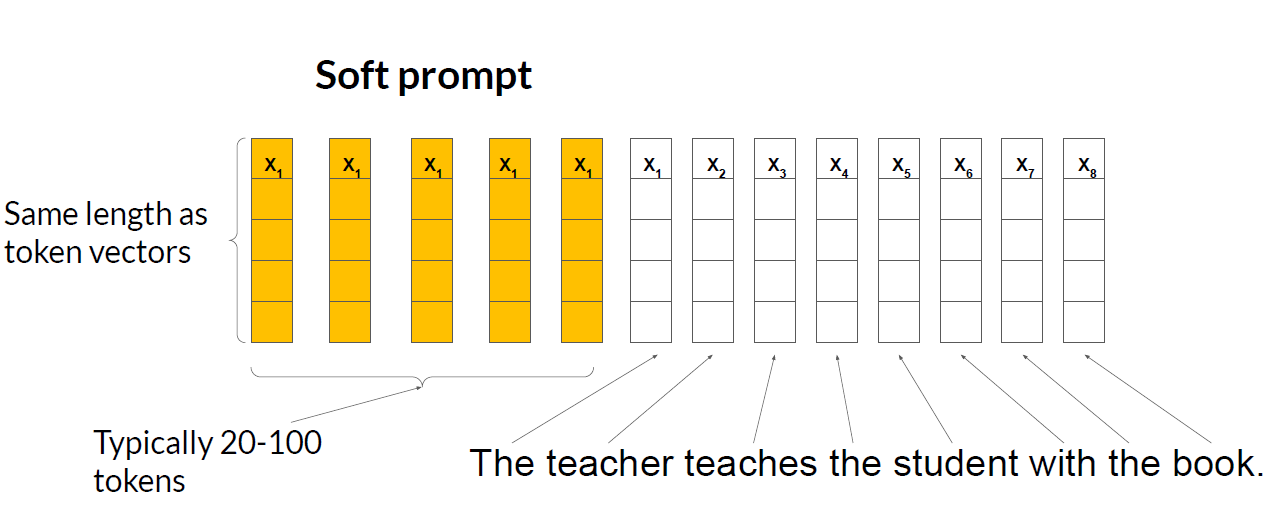 Soft prompt
x₁ x₁ x₁ x₁ x₁ x₁ x₂ x₃ x₄ x₅ x₆ x₇ x₈
Same length as
token vectors
Typically 20-100
tokens
The teacher teaches the student with the book.